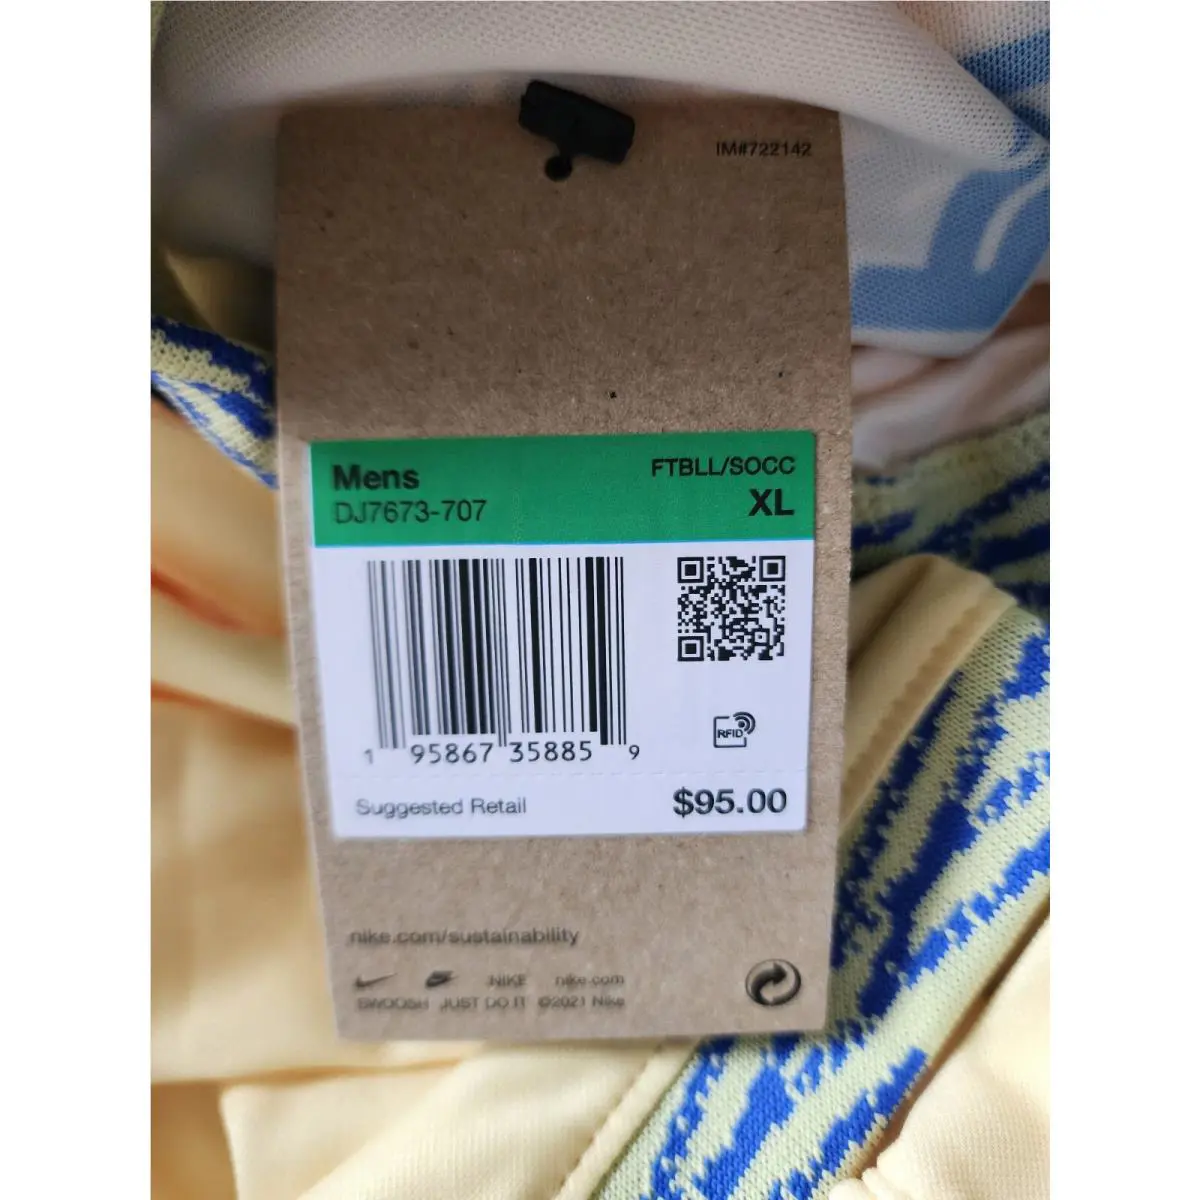 IM#722142
Mens FTBLL/SOCC
DJ7673-707 XL
1 95867 35885 9
RFID
Suggested Retail $95.00
nike.com/sustainability
NIKE nike.com
SWOOSH JUST DO IT ©2021 Nike